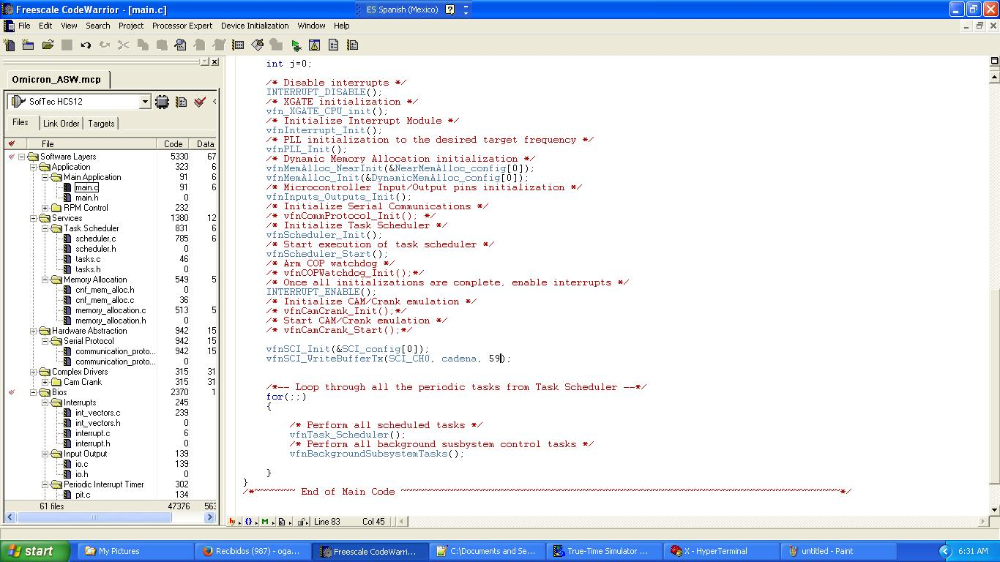 Freescale CodeWarrior - [main.c]
ES Spanish (Mexico)
File Edit View Search Project Processor Expert Device Initialization Window Help
Omicron_ASW.mcp
SofTec HCS12
Files Link Order Targets
File Code Data
Software Layers 5330 67
Application 323 6
Main Application 91 6
main.c 91 6
main.h 0
RPM Control 232
Services 1380 12
Task Scheduler 831 6
scheduler.c 785 6
scheduler.h 0
tasks.c 46
tasks.h 0
Memory Allocation 549 5
cnf_mem_alloc.h 0
cnf_mem_alloc.c 36
memory_allocation.c 513 5
memory_allocation.h 0
Hardware Abstraction 942 15
Serial Protocol 942 15
communication_proto... 942 15
communication_proto... 0
Complex Drivers 315 31
Cam Crank 315 31
Bios 2370 1
Interrupts 245
int_vectors.c 239
int_vectors.h 0
interrupt.c 6
interrupt.h 0
Input Output 139
io.c 139
io.h 0
Periodic Interrupt Timer 302
pit.c 134
61 files 47376 563
int j=0;
/* Disable interrupts */
INTERRUPT_DISABLE();
/* XGATE initialization */
vfn_XGATE_CPU_init();
/* Initialize Interrupt Module */
vfnInterrupt_Init();
/* PLL initialization to the desired target frequency */
vfnPLL_Init();
/* Dynamic Memory Allocation initialization */
vfnMemAlloc_NearInit(&NearMemAlloc_config[0]);
vfnMemAlloc_Init(&DynamicMemAlloc_config[0]);
/* Microcontroller Input/Output pins initialization */
vfnInputs_Outputs_Init();
/* Initialize Serial Communications */
/* vfnCommProtocol_Init(); */
/* Initialize Task Scheduler */
vfnScheduler_Init();
/* Start execution of task scheduler */
vfnScheduler_Start();
/* Arm COP watchdog */
/* vfnCOPWatchdog_Init();*/
/* Once all initializations are complete, enable interrupts */
INTERRUPT_ENABLE();
/* Initialize CAM/Crank emulation */
/* vfnCamCrank_Init();*/
/* Start CAM/Crank emulation */
/* vfnCamCrank_Start();*/
vfnSCI_Init(&SCI_config[0]);
vfnSCI_WriteBufferTx(SCI_CH0, cadena, 59);
/*-- Loop through all the periodic tasks from Task Scheduler --*/
for(;;)
{
/* Perform all scheduled tasks */
vfnTask_Scheduler();
/* Perform all background susbystem control tasks */
vfnBackgroundSubsystemTasks();
}
}
/*~~~~~~~ End of Main Code ~~~~~~~~~~~~~~~~~~~~~~~~~~~~~~~~~~~~~~~~~~~~~~~~~~~~~~~~~~~~~~~~~~~~~~~~~~~*/
Line 83 Col 45
start My Pictures Recibidos (987) - oga... Freescale CodeWarri... C:\Documents and Se... True-Time Simulator ... X - HyperTerminal untitled - Paint 6:31 AM